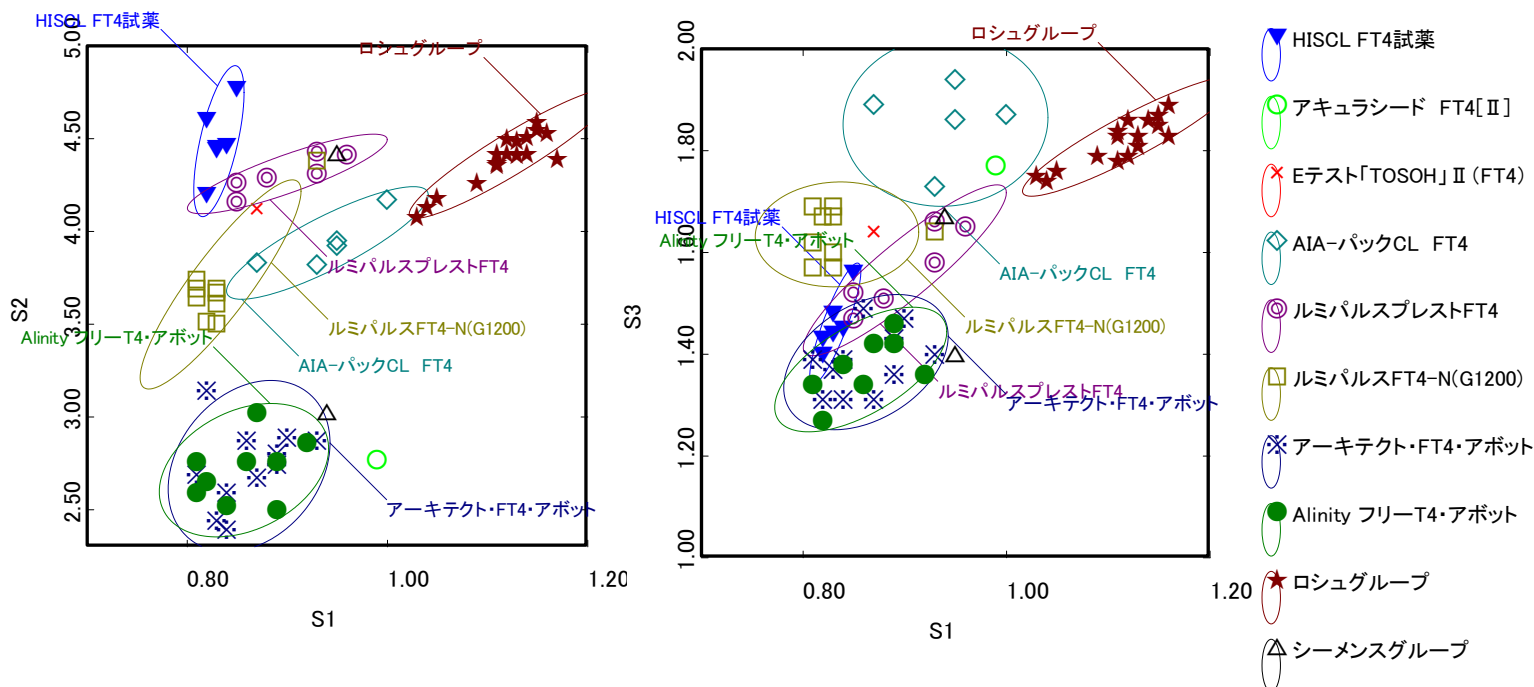 HISCL FT4試薬
ロシュグループ
5.00
4.50
4.00
3.50
3.00
2.50
S2
ルミパルスプレストFT4
ルミパルスFT4-N(G1200)
Alinity フリーT4・アボット
AIA-パックCL FT4
アーキテクト・FT4・アボット
0.80
1.00
1.20
S1
ロシュグループ
2.00
1.80
1.60
1.40
1.20
1.00
S3
HISCL FT4試薬
Alinity フリーT4・アボット
AIA-パックCL FT4
ルミパルスFT4-N(G1200)
ルミパルスプレストFT4
アーキテクト・FT4・アボット
0.80
1.00
1.20
S1
HISCL FT4試薬
アキュラシード FT4[Ⅱ]
Eテスト「TOSOH」Ⅱ(FT4)
AIA-パックCL FT4
ルミパルスプレストFT4
ルミパルスFT4-N(G1200)
アーキテクト・FT4・アボット
Alinity フリーT4・アボット
ロシュグループ
シーメンスグループ